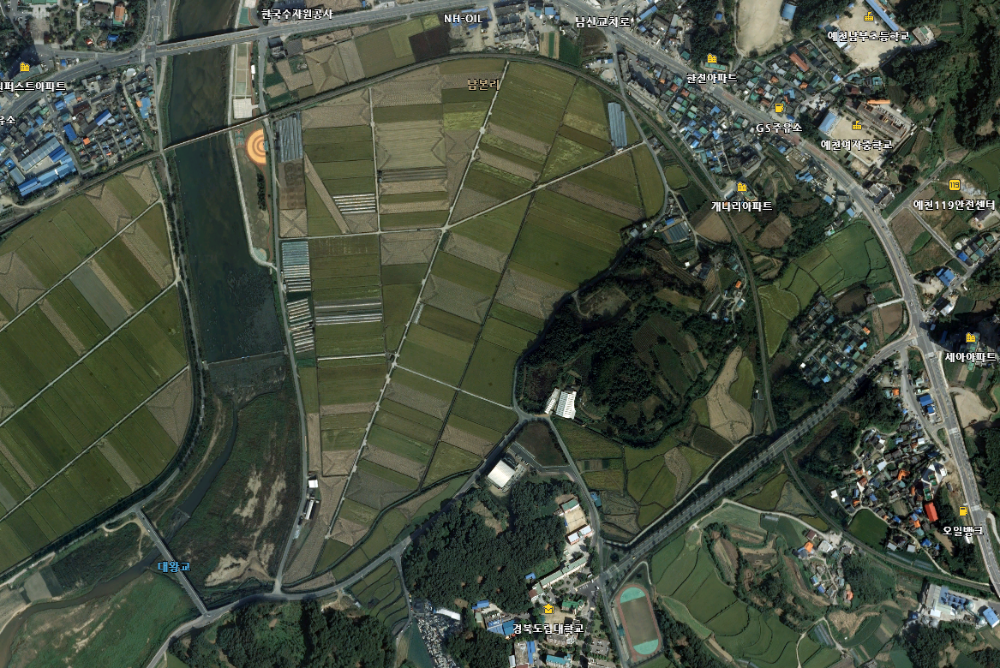 한국수자원공사
NH-OIL
남산교차로
예천남부초등학교
퍼스트아파트
남본리
한전아파트
유소
GS주유소
예천여자중학교
개나리아파트
예천119안전센터
119
세아아파트
오일뱅크
대왕교
경북도립대학교